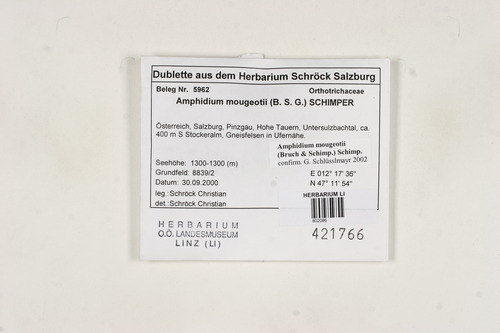 Dublette aus dem Herbarium Schröck Salzburg
Beleg Nr. 5962 Orthotrichaceae
Amphidium mougeotii (B. S. G.) SCHIMPER
Österreich, Salzburg, Pinzgau, Hohe Tauern, Untersulzbachtal, ca.
400 m S Stockeralm, Gneisfelsen in Ufernähe.
Amphidium mougeotii
(Bruch & Schimp.) Schimp.
confirm. G. Schlüsslmayr 2002
Seehöhe: 1300-1300 (m)
Grundfeld: 8839/2 E 012° 17' 36"
Datum: 30.09.2000 N 47° 11' 54"
leg.:Schröck Christian
det.:Schröck Christian
HERBARIUM LI
HERBARIUM
O.Ö. LANDESMUSEUM
LINZ (LI)
421766